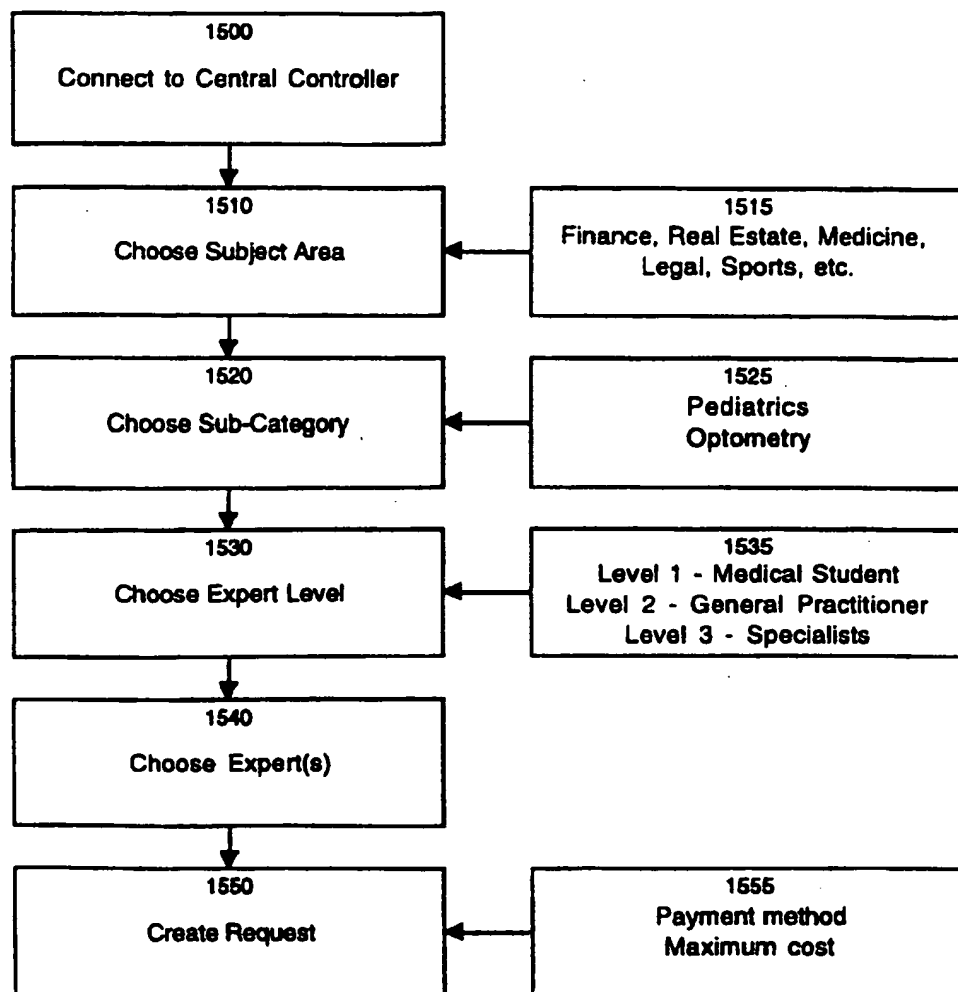 1500
Connect to Central Controller
1510
Choose Subject Area
1515
Finance, Real Estate, Medicine,
Legal, Sports, etc.
1520
Choose Sub-Category
1525
Pediatrics
Optometry
1530
Choose Expert Level
1535
Level 1 - Medical Student
Level 2 - General Practitioner
Level 3 - Specialists
1540
Choose Expert(s)
1550
Create Request
1555
Payment method
Maximum cost